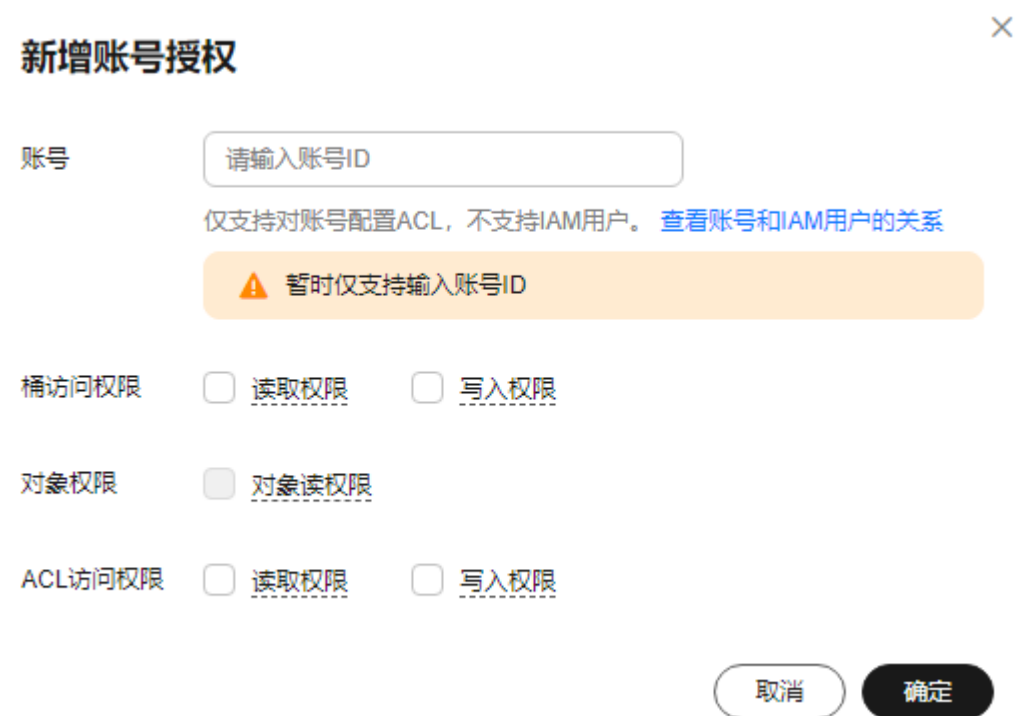 新增账号授权
账号 请输入账号ID
仅支持对账号配置ACL，不支持IAM用户。 查看账号和IAM用户的关系
暂时仅支持输入账号ID
桶访问权限 读取权限 写入权限
对象权限 对象读权限
ACL访问权限 读取权限 写入权限
取消 确定